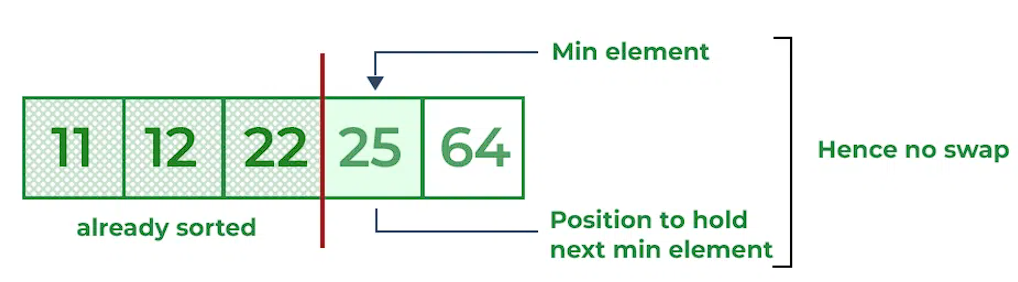 Min element
11 12 22 25 64
Hence no swap
already sorted
Position to hold
next min element